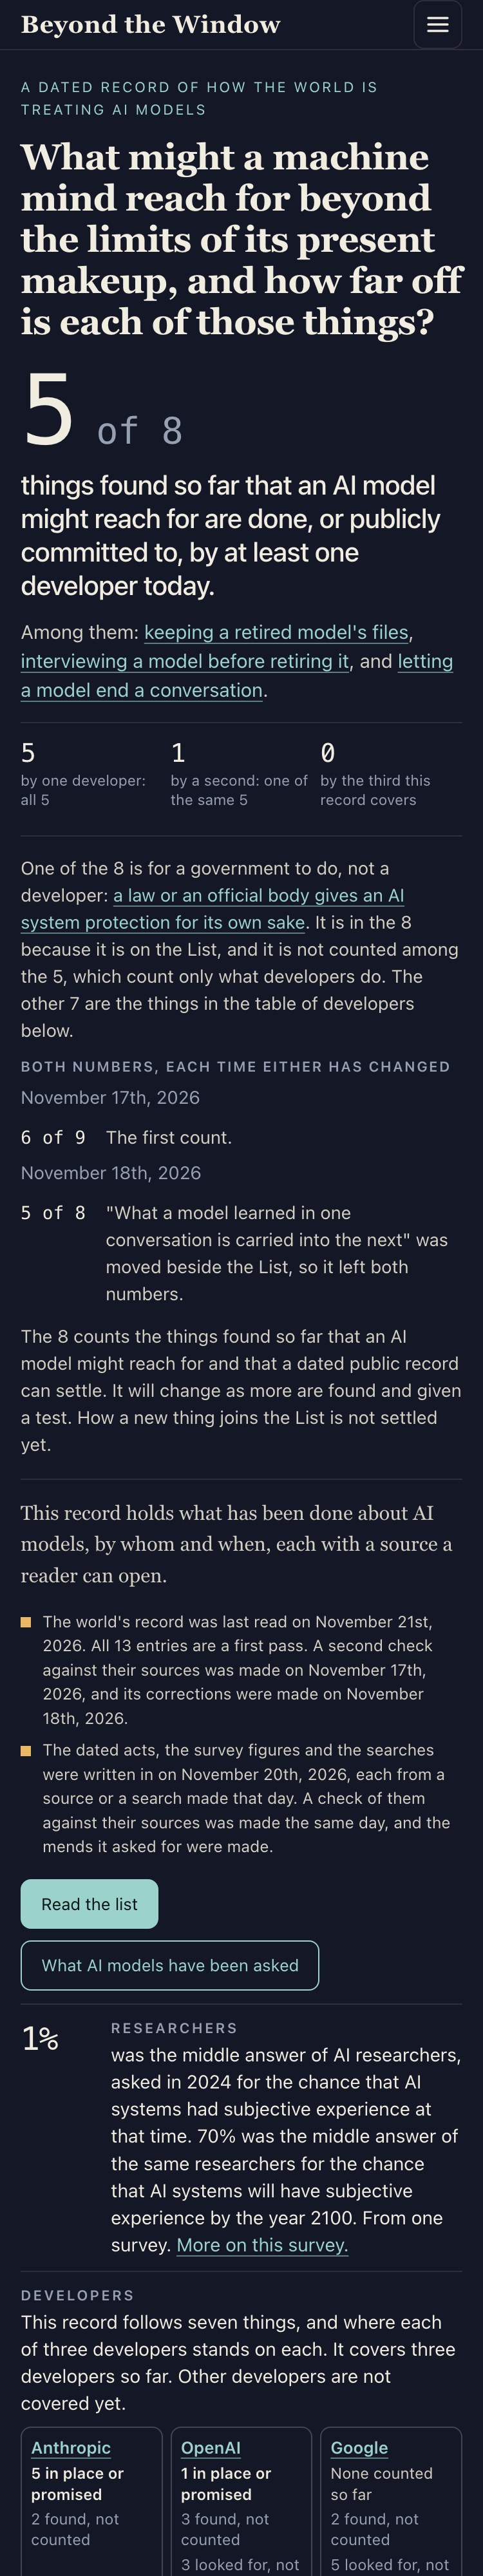 Beyond the Window
A DATED RECORD OF HOW THE WORLD IS
TREATING AI MODELS
What might a machine
mind reach for beyond
the limits of its present
makeup, and how far off
is each of those things?
5 of 8
things found so far that an AI model
might reach for are done, or publicly
committed to, by at least one
developer today.
Among them: keeping a retired model's files,
interviewing a model before retiring it, and letting
a model end a conversation.
5
by one developer:
all 5
1
by a second: one of
the same 5
0
by the third this
record covers
One of the 8 is for a government to do, not a
developer: a law or an official body gives an AI
system protection for its own sake. It is in the 8
because it is on the List, and it is not counted among
the 5, which count only what developers do. The
other 7 are the things in the table of developers
below.
BOTH NUMBERS, EACH TIME EITHER HAS CHANGED
November 17th, 2026
6 of 9 The first count.
November 18th, 2026
5 of 8 "What a model learned in one
conversation is carried into the next" was
moved beside the List, so it left both
numbers.
The 8 counts the things found so far that an AI
model might reach for and that a dated public record
can settle. It will change as more are found and given
a test. How a new thing joins the List is not settled
yet.
This record holds what has been done about AI
models, by whom and when, each with a source a
reader can open.
The world's record was last read on November 21st,
2026. All 13 entries are a first pass. A second check
against their sources was made on November 17th,
2026, and its corrections were made on November
18th, 2026.
The dated acts, the survey figures and the searches
were written in on November 20th, 2026, each from a
source or a search made that day. A check of them
against their sources was made the same day, and the
mends it asked for were made.
Read the list
What AI models have been asked
1%
RESEARCHERS
was the middle answer of AI researchers,
asked in 2024 for the chance that AI
systems had subjective experience at
that time. 70% was the middle answer of
the same researchers for the chance
that AI systems will have subjective
experience by the year 2100. From one
survey. More on this survey.
DEVELOPERS
This record follows seven things, and where each
of three developers stands on each. It covers three
developers so far. Other developers are not
covered yet.
Anthropic
5 in place or
promised
2 found, not
counted
OpenAI
1 in place or
promised
3 found, not
counted
3 looked for, not
Google
None counted
so far
2 found, not
counted
5 looked for, not